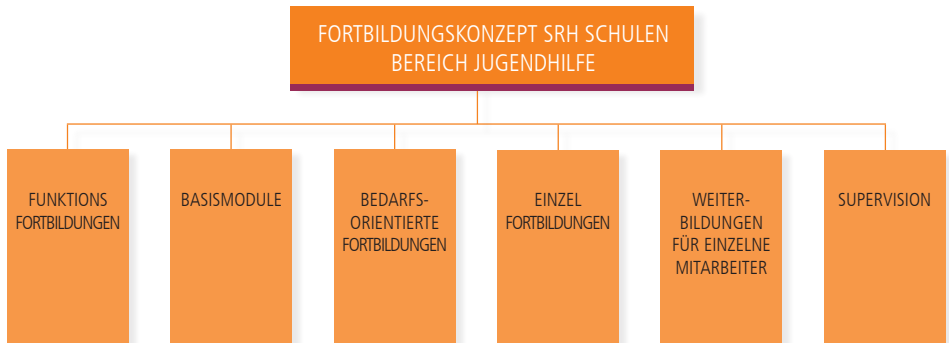 FORTBILDUNGSKONZEPT SRH SCHULEN
BEREICH JUGENDHILFE
FUNKTIONS
FORTBILDUNGEN
BASISMODULE
BEDARFS-
ORIENTIERTE
FORTBILDUNGEN
EINZEL
FORTBILDUNGEN
WEITER-
BILDUNGEN
FÜR EINZELNE
MITARBEITER
SUPERVISION